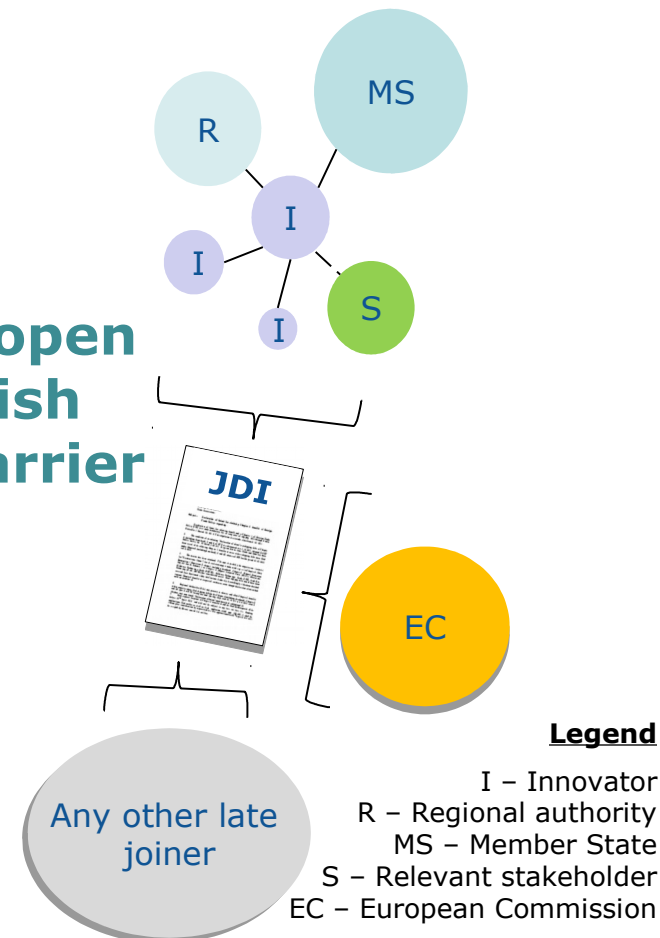 MS
R
I
I
S
I
open
ish
arrier
JDI
EC
Legend
I – Innovator
R – Regional authority
MS – Member State
S – Relevant stakeholder
EC – European Commission
Any other late
joiner